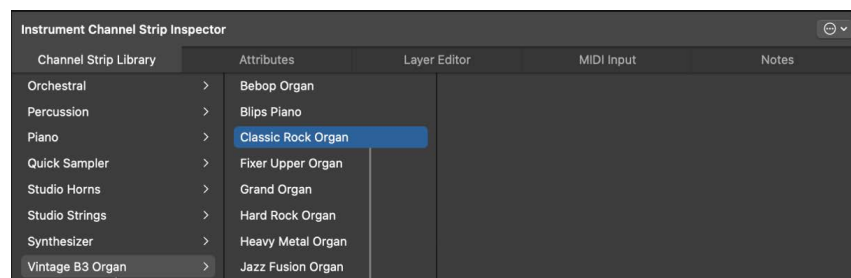 Instrument Channel Strip Inspector
Channel Strip Library Attributes Layer Editor MIDI Input Notes
Orchestral
Percussion
Piano
Quick Sampler
Studio Horns
Studio Strings
Synthesizer
Vintage B3 Organ
Bebop Organ
Blips Piano
Classic Rock Organ
Fixer Upper Organ
Grand Organ
Hard Rock Organ
Heavy Metal Organ
Jazz Fusion Organ